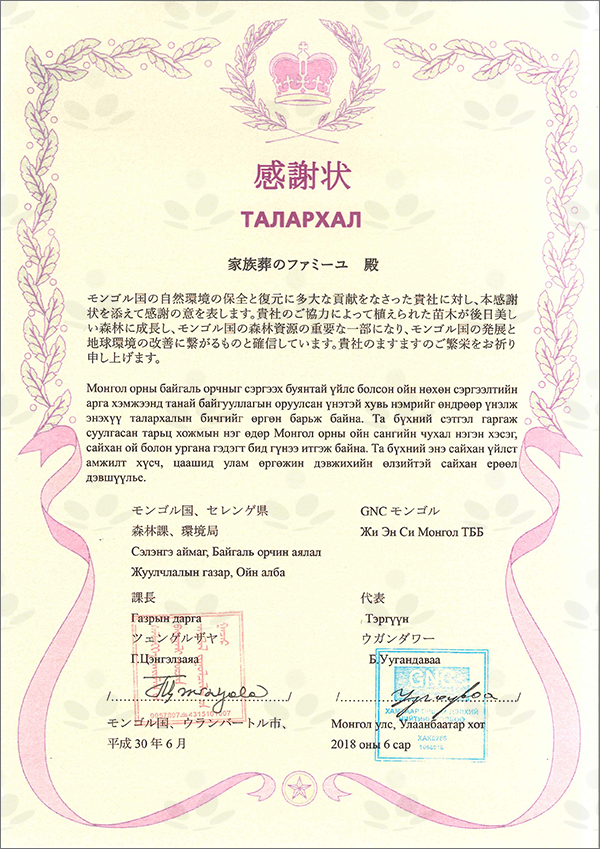 感謝状
ТАЛАРХАЛ
家族葬のファミーユ　殿
モンゴル国の自然環境の保全と復元に多大な貢献をなさった貴社に対し、本感謝
状を添えて感謝の意を表します。貴社のご協力によって植えられた苗木が後日美し
い森林に成長し、モンゴル国の森林資源の重要な一部になり、モンゴル国の発展と
地球環境の改善に繋がるものと確信しています。貴社のますますのご繁栄をお祈り
申し上げます。
Монгол орны байгаль орчныг сэргээх буянтай үйлс болсон ойн нөхөн сэргээлтийн
арга хэмжээнд танай байгууллагын оруулсан үнэтэй хувь нэмрийг өндрөөр үнэлж
энэхүү талархалын бичгийг өргөн барьж байна. Та бүхний сэтгэл гаргаж
суулгасан тарьц хожмын нэг өдөр Монгол орны ойн сангийн чухал нэгэн хэсэг,
сайхан ой болон ургана гэдэгт бид гүнээ итгэж байна. Та бүхний энэ сайхан үйлст
амжилт хүсч, цаашид улам өргөжин дэвжихийн өлзийтэй сайхан ерөөл
дэвшүүлье.
モンゴル国、セレンゲ県
森林課、環境局
Сэлэнгэ аймаг, Байгаль орчин аялал
Жуулчлалын газар, Ойн алба
課長
Газрын дарга
ツェンゲルザヤ
Г.Цэнгэлзаяа
GNC モンゴル
Жи Эн Си Монгол ТББ
代表
Тэргүүн
ウガンダワー
Б.Уугандаваа
GNC
モンゴル国、ウランバートル市、
平成 30 年 6 月
Монгол улс, Улаанбаатар хот
2018 оны 6 сар